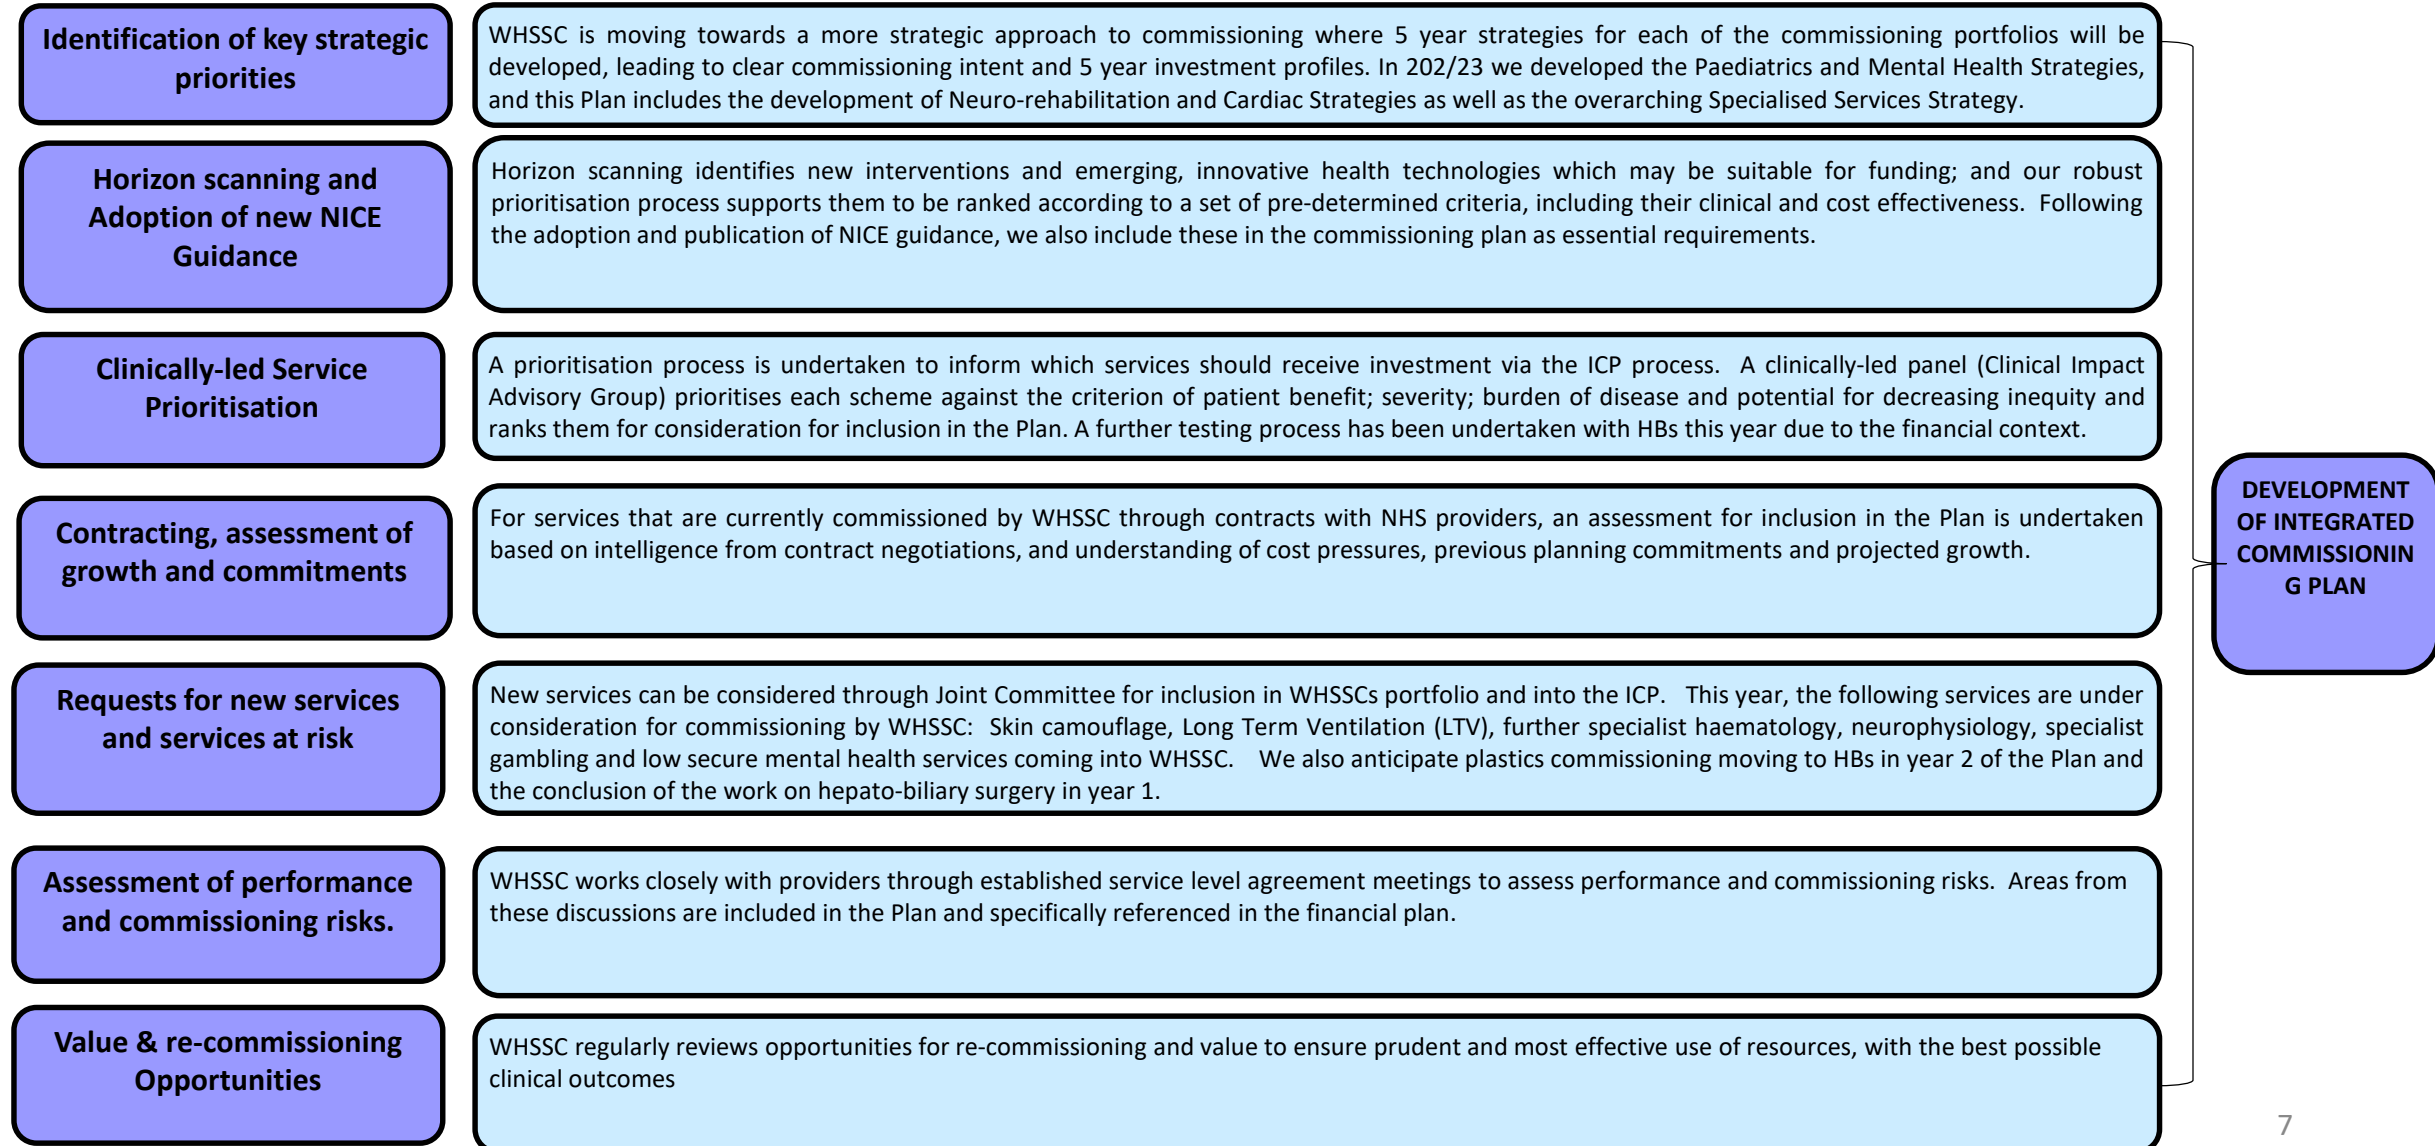 Identification of key strategic
priorities
WHSSC is moving towards a more strategic approach to commissioning where 5 year strategies for each of the commissioning portfolios will be
developed, leading to clear commissioning intent and 5 year investment profiles. In 202/23 we developed the Paediatrics and Mental Health Strategies,
and this Plan includes the development of Neuro-rehabilitation and Cardiac Strategies as well as the overarching Specialised Services Strategy.
Horizon scanning and
Adoption of new NICE
Guidance
Horizon scanning identifies new interventions and emerging, innovative health technologies which may be suitable for funding; and our robust
prioritisation process supports them to be ranked according to a set of pre-determined criteria, including their clinical and cost effectiveness. Following
the adoption and publication of NICE guidance, we also include these in the commissioning plan as essential requirements.
Clinically-led Service
Prioritisation
A prioritisation process is undertaken to inform which services should receive investment via the ICP process. A clinically-led panel (Clinical Impact
Advisory Group) prioritises each scheme against the criterion of patient benefit; severity; burden of disease and potential for decreasing inequity and
ranks them for consideration for inclusion in the Plan. A further testing process has been undertaken with HBs this year due to the financial context.
Contracting, assessment of
growth and commitments
For services that are currently commissioned by WHSSC through contracts with NHS providers, an assessment for inclusion in the Plan is undertaken
based on intelligence from contract negotiations, and understanding of cost pressures, previous planning commitments and projected growth.
Requests for new services
and services at risk
New services can be considered through Joint Committee for inclusion in WHSSCs portfolio and into the ICP. This year, the following services are under
consideration for commissioning by WHSSC: Skin camouflage, Long Term Ventilation (LTV), further specialist haematology, neurophysiology, specialist
gambling and low secure mental health services coming into WHSSC. We also anticipate plastics commissioning moving to HBs in year 2 of the Plan and
the conclusion of the work on hepato-biliary surgery in year 1.
Assessment of performance
and commissioning risks.
WHSSC works closely with providers through established service level agreement meetings to assess performance and commissioning risks. Areas from
these discussions are included in the Plan and specifically referenced in the financial plan.
Value & re-commissioning
Opportunities
WHSSC regularly reviews opportunities for re-commissioning and value to ensure prudent and most effective use of resources, with the best possible
clinical outcomes
DEVELOPMENT
OF INTEGRATED
COMMISSIONIN
G PLAN
7